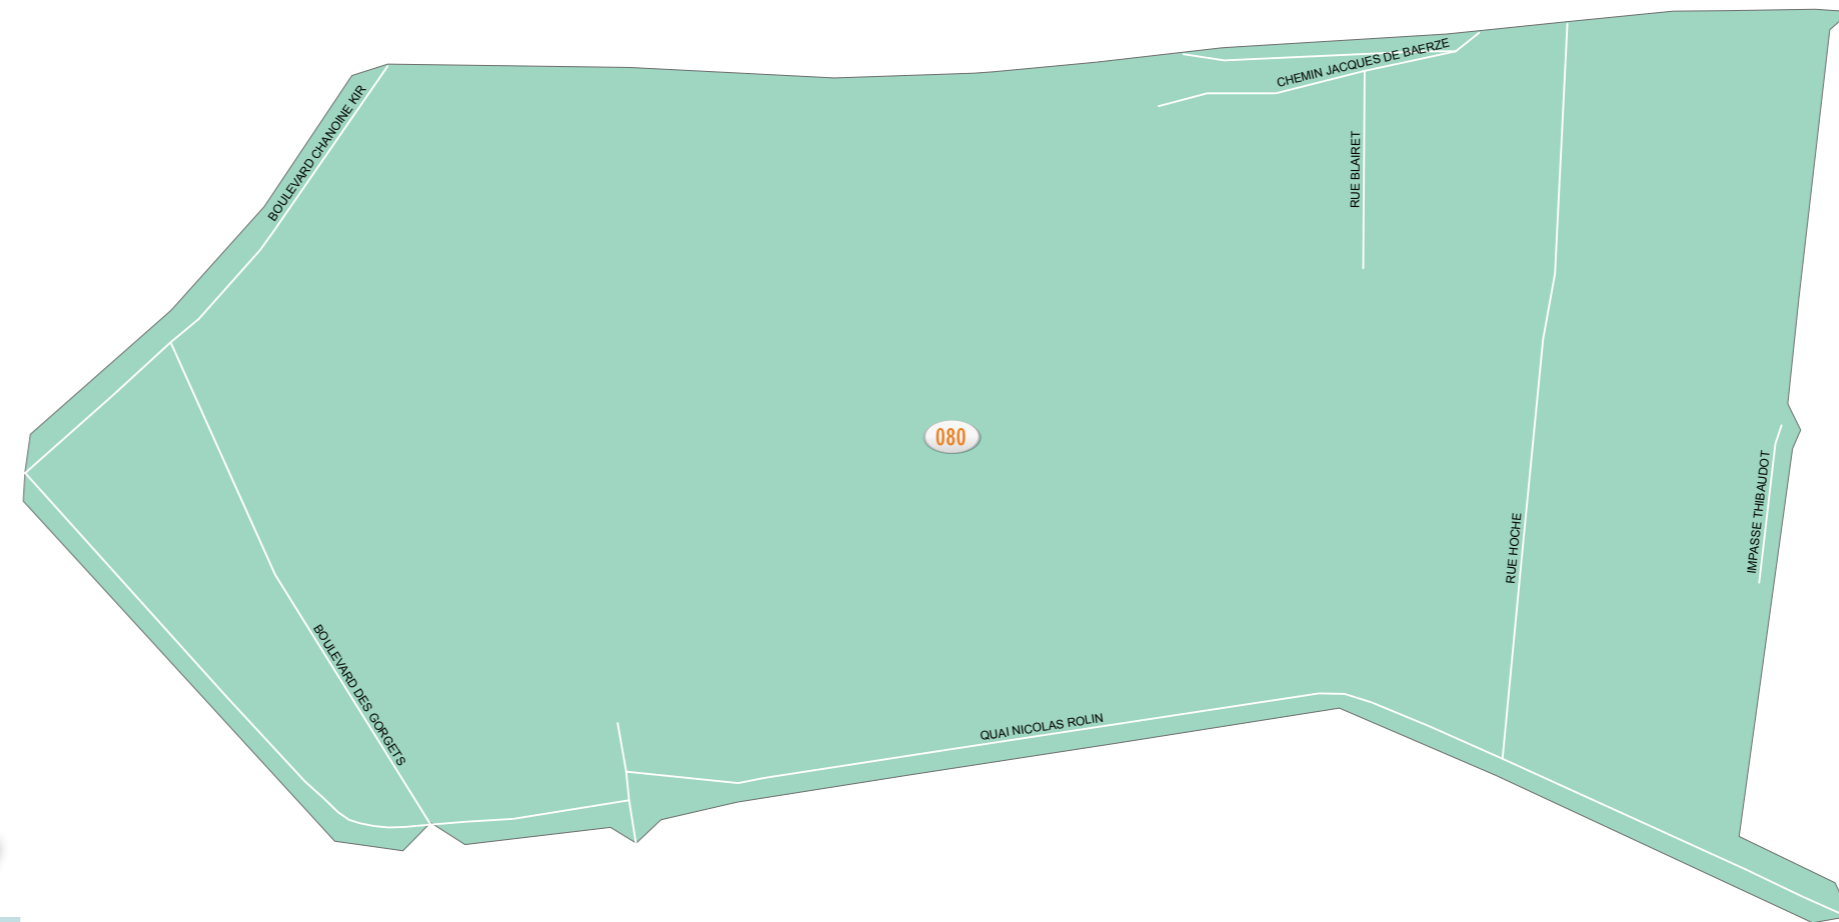 CHEMIN JACQUES DE BAERZE
BOULEVARD CHANOINE KIR
RUE BLAIRET
080
RUE HOCHE
IMPASSE THIBAUDOT
BOULEVARD DES GORGETS
QUAI NICOLAS ROLIN